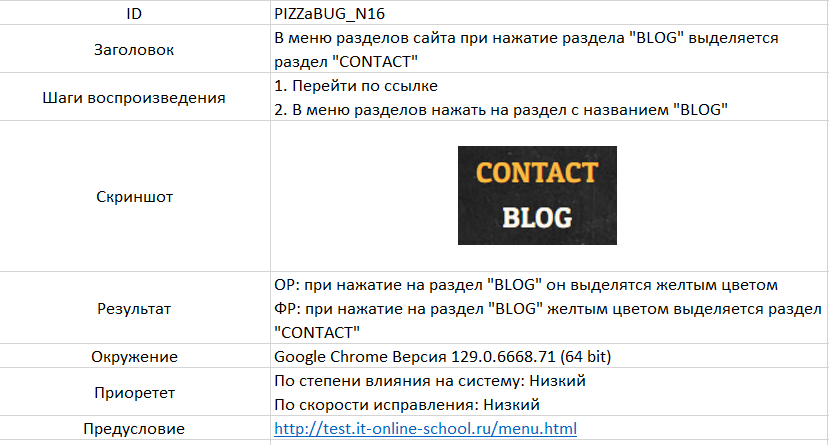 ID
PIZZaBUG_N16
Заголовок
В меню разделов сайта при нажатие раздела "BLOG" выделяется
раздел "CONTACT"
Шаги воспроизведения
1. Перейти по ссылке
2. В меню разделов нажать на раздел с названием "BLOG"
Скриншот
CONTACT
BLOG
Результат
ОР: при нажатие на раздел "BLOG" он выделятся желтым цветом
ФР: при нажатие на раздел "BLOG" желтым цветом выделяется раздел
"CONTACT"
Окружение
Google Chrome Версия 129.0.6668.71 (64 bit)
Приоретет
По степени влияния на систему: Низкий
По скорости исправления: Низкий
Предусловие
http://test.it-online-school.ru/menu.html